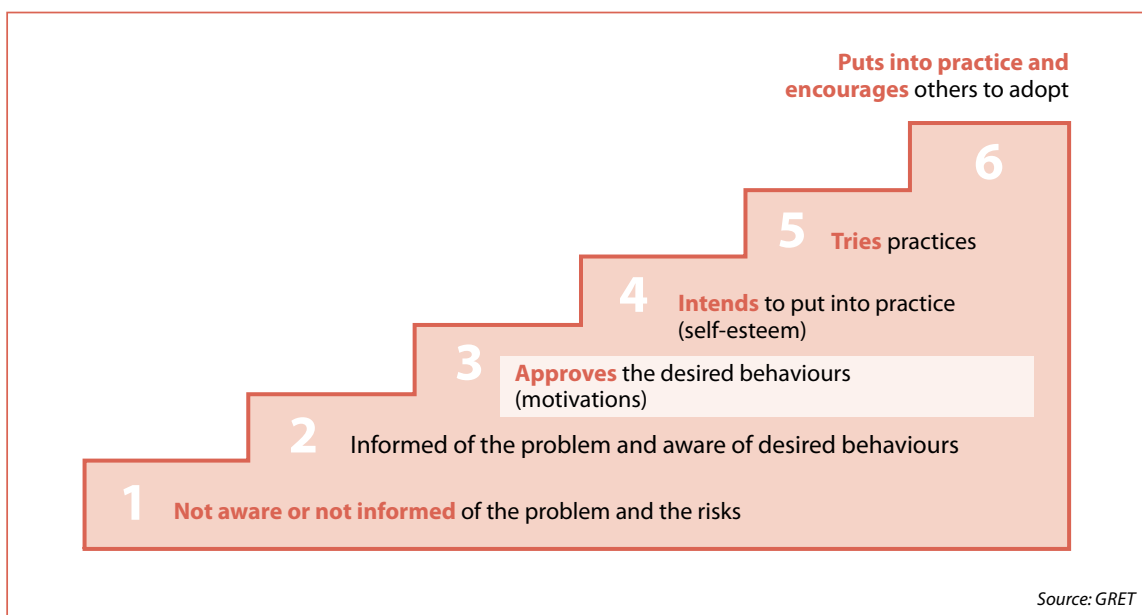 Puts into practice and
encourages others to adopt
6
5 Tries practices
4 Intends to put into practice
(self-esteem)
3 Approves the desired behaviours
(motivations)
2 Informed of the problem and aware of desired behaviours
1 Not aware or not informed of the problem and the risks
Source: GRET